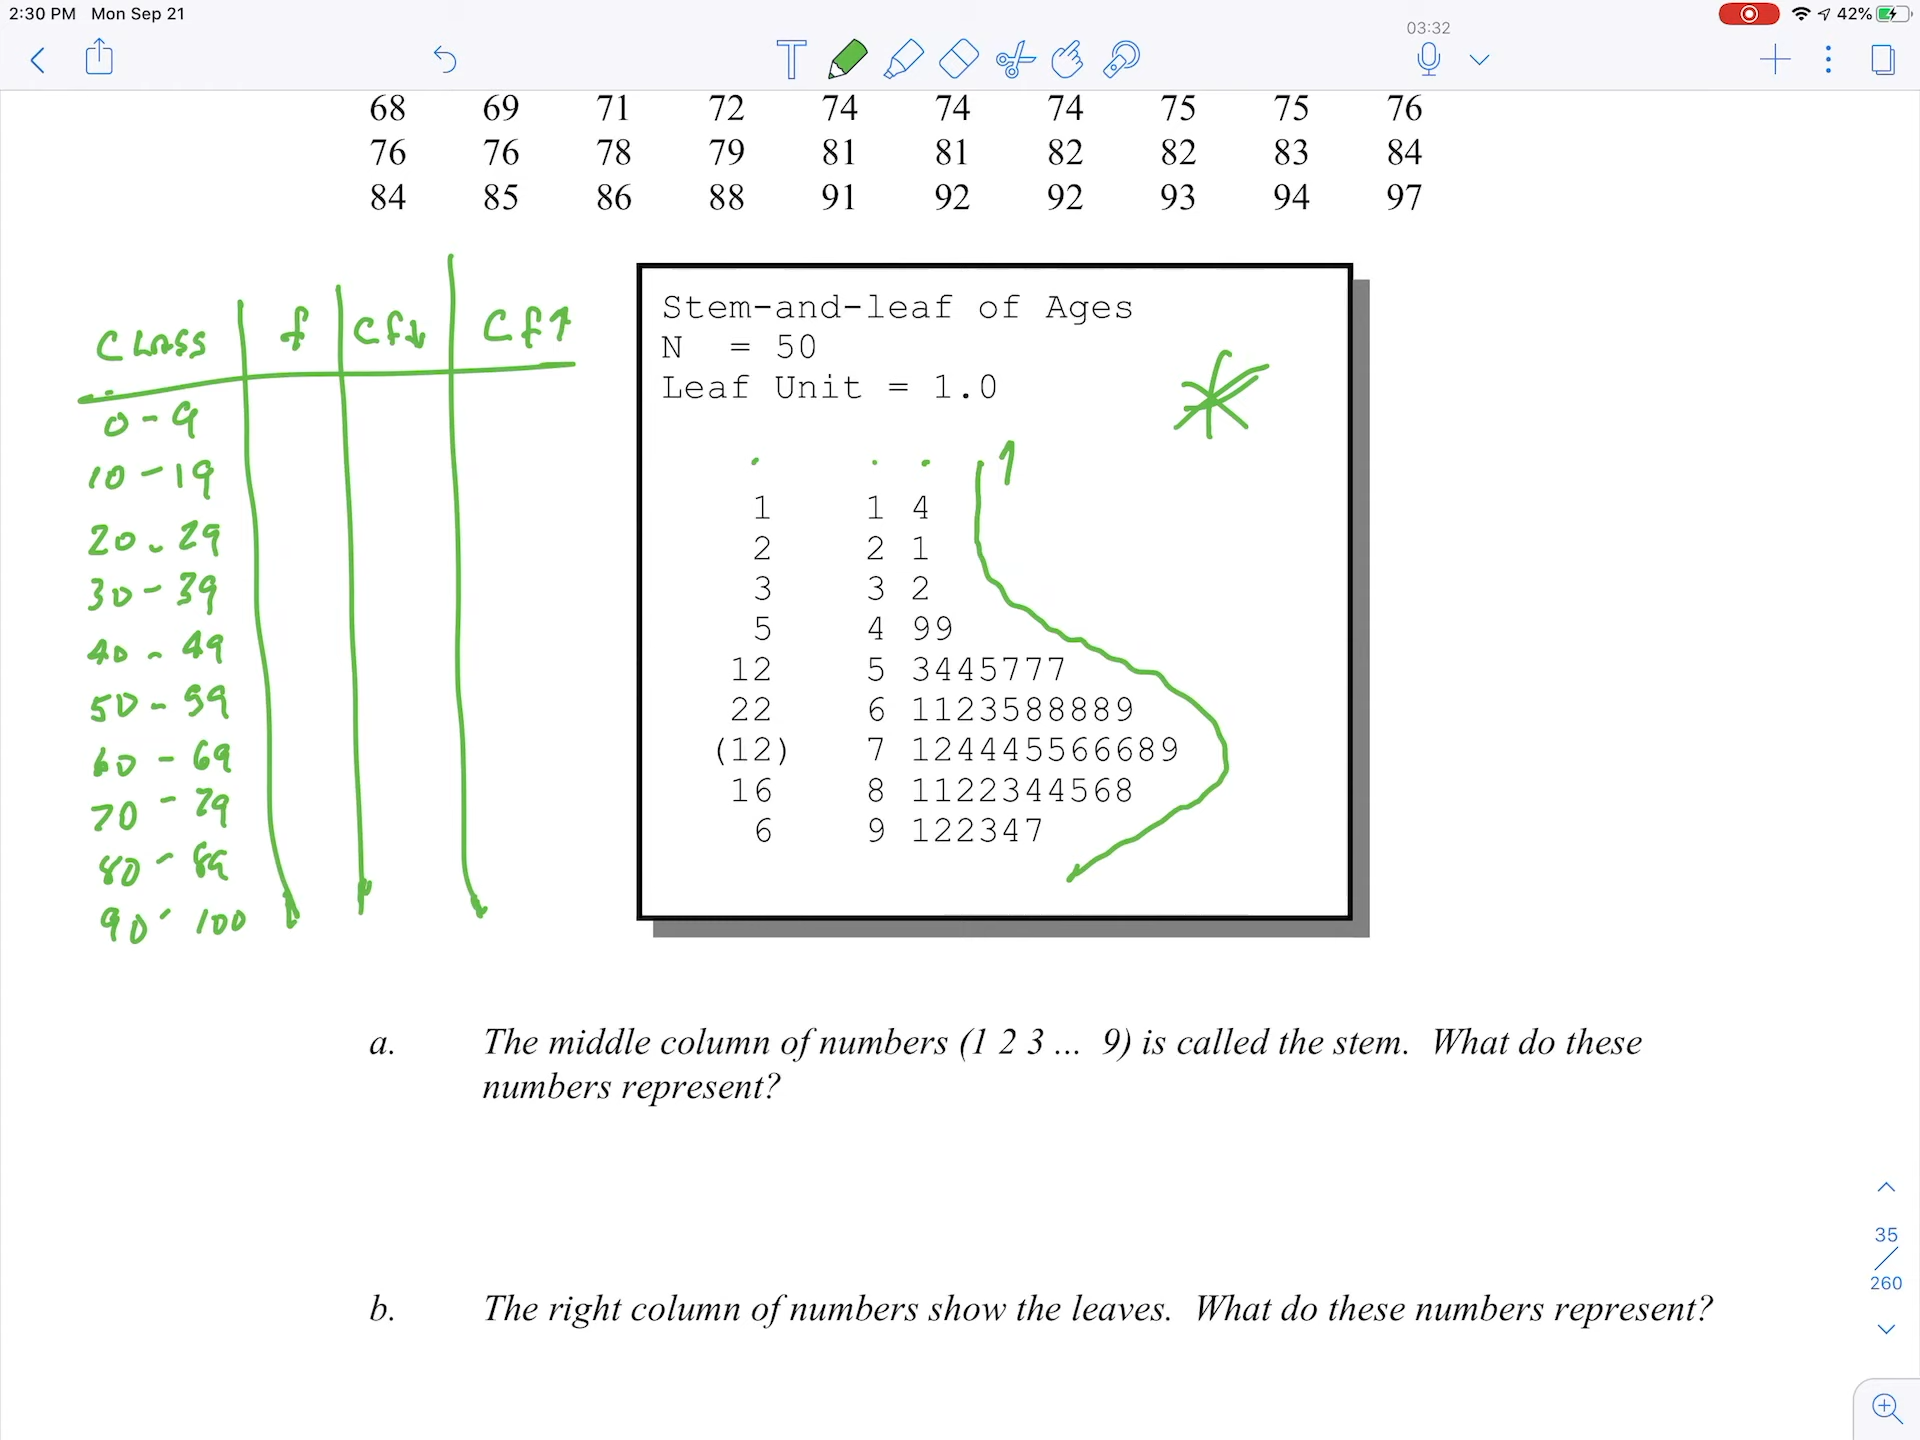 2:30 PM Mon Sep 21
42%
03:32
68 69 71 72 74 74 74 75 75 76
76 76 78 79 81 81 82 82 83 84
84 85 86 88 91 92 92 93 94 97
CLASS f Cf↓ Cf↑
0-9
10-19
20-29
30-39
40-49
50-59
60-69
70-79
80-89
90-100
Stem-and-leaf of Ages
N = 50
Leaf Unit = 1.0
1 1 4
2 2 1
3 3 2
5 4 99
12 5 3445777
22 6 1123588889
(12) 7 124445566689
16 8 1122344568
6 9 122347
a. The middle column of numbers (1 2 3 ... 9) is called the stem. What do these
numbers represent?
b. The right column of numbers show the leaves. What do these numbers represent?
35
/
260